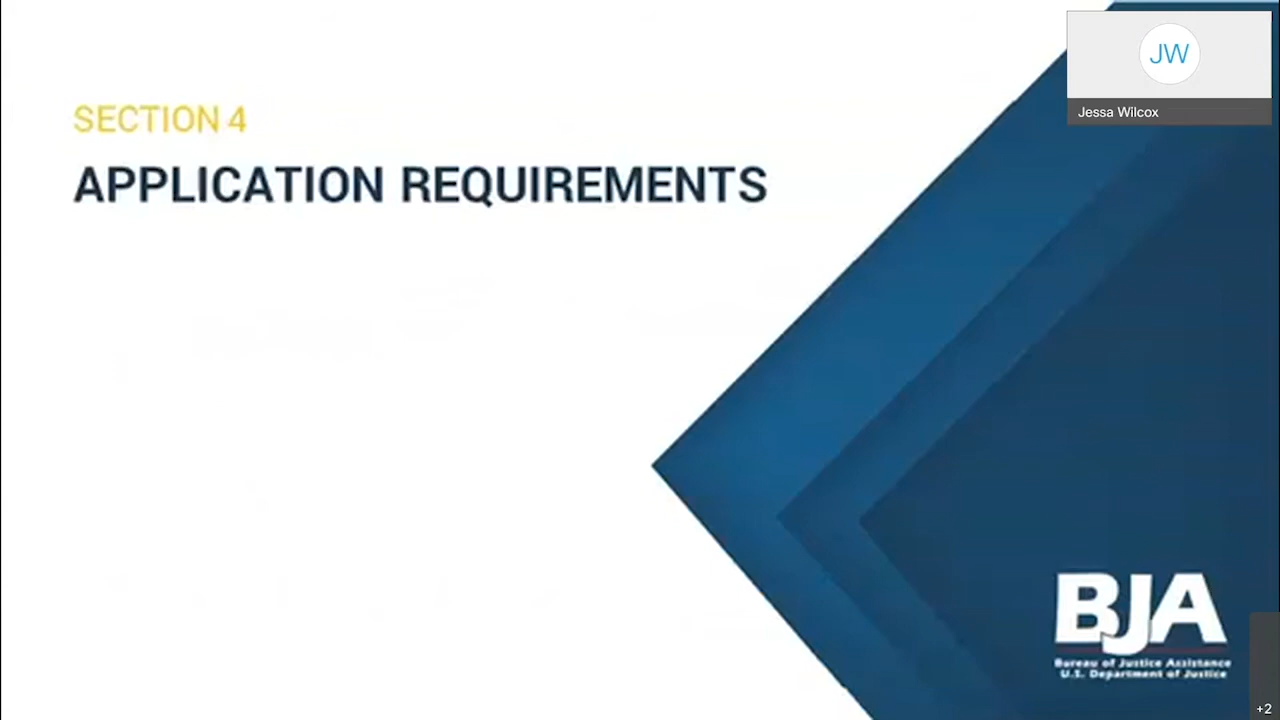 SECTION 4
APPLICATION REQUIREMENTS
JW
Jessa Wilcox
BJA
Bureau of Justice Assistance
U.S. Department of Justice
+2